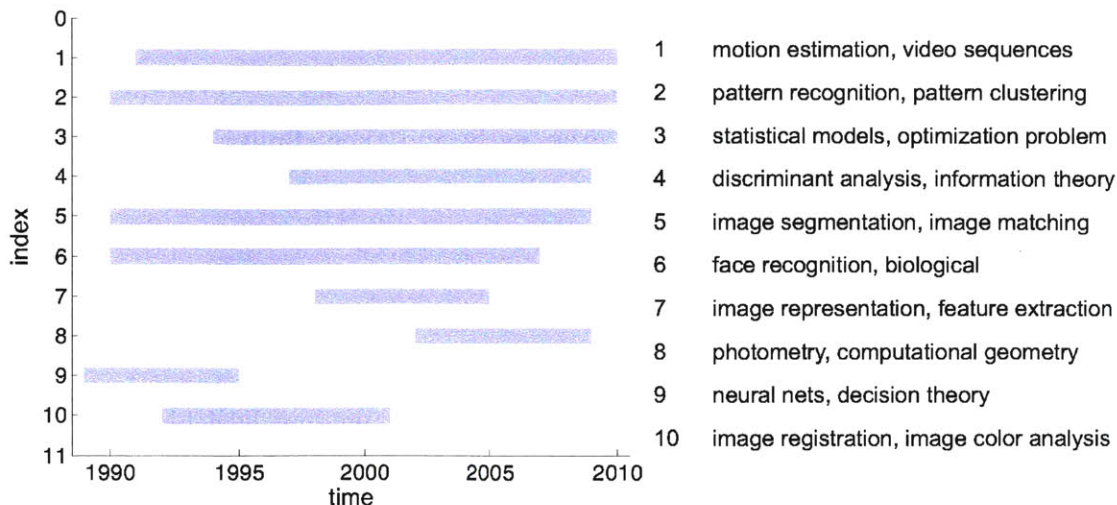 0
1
2
3
4
5
6
7
8
9
10
11
index
1990
1995
2000
2005
2010
time
1 motion estimation, video sequences
2 pattern recognition, pattern clustering
3 statistical models, optimization problem
4 discriminant analysis, information theory
5 image segmentation, image matching
6 face recognition, biological
7 image representation, feature extraction
8 photometry, computational geometry
9 neural nets, decision theory
10 image registration, image color analysis